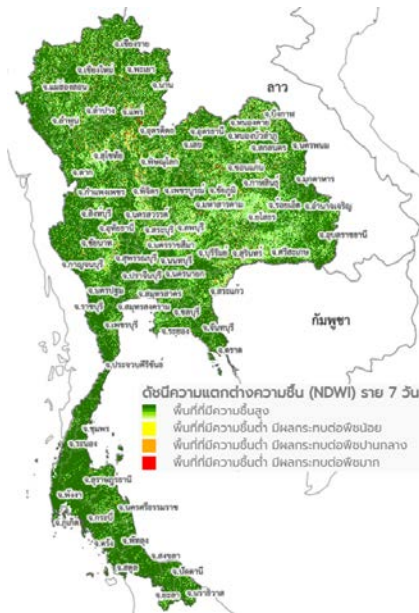 จ.เชียงราย
จ.เชียงใหม่
จ.พะเยา
จ.น่าน
จ.แม่ฮ่องสอน
จ.ลำปาง
จ.แพร่
จ.ลำพูน
จ.อุตรดิตถ์
ลาว
จ.บึงกาฬ
จ.หนองคาย
จ.อุดรธานี
จ.หนองบัวลำภู
จ.เลย
จ.สกลนคร
จ.นครพนม
จ.สุโขทัย
จ.พิษณุโลก
จ.ตาก
จ.ขอนแก่น
จ.กาฬสินธุ์
จ.มุกดาหาร
จ.กำแพงเพชร
จ.พิจิตร
จ.เพชรบูรณ์
จ.ชัยภูมิ
จ.มหาสารคาม
จ.ร้อยเอ็ด
จ.อำนาจเจริญ
จ.ยโสธร
จ.สิงห์บุรี
จ.นครสวรรค์
จ.อุทัยธานี
จ.สระบุรี
จ.ลพบุรี
จ.อุบลราชธานี
จ.ชัยนาท
จ.นครราชสีมา
จ.บุรีรัมย์
จ.สุรินทร์
จ.ศรีสะเกษ
จ.กาญจนบุรี
จ.สุพรรณบุรี
จ.นนทบุรี
จ.ปราจีนบุรี
จ.นครนายก
จ.นครปฐม
จ.สมุทรสาคร
จ.สระแก้ว
จ.ราชบุรี
จ.สมุทรสงคราม
จ.ชลบุรี
กัมพูชา
จ.เพชรบุรี
จ.ระยอง
จ.จันทบุรี
จ.ตราด
จ.ประจวบคีรีขันธ์
ดัชนีความแตกต่างความชื้น (NDWI) ราย 7 วัน
พื้นที่ที่มีความชื้นสูง
พื้นที่ที่มีความชื้นต่ำ มีผลกระทบต่อพืชน้อย
พื้นที่ที่มีความชื้นต่ำ มีผลกระทบต่อพืชปานกลาง
พื้นที่ที่มีความชื้นต่ำ มีผลกระทบต่อพืชมาก
จ.ชุมพร
จ.ระนอง
จ.สุราษฎร์ธานี
จ.พังงา
จ.นครศรีธรรมราช
จ.กระบี่
จ.ภูเก็ต
จ.ตรัง
จ.พัทลุง
จ.สงขลา
จ.สตูล
จ.ปัตตานี
จ.ยะลา
จ.นราธิวาส